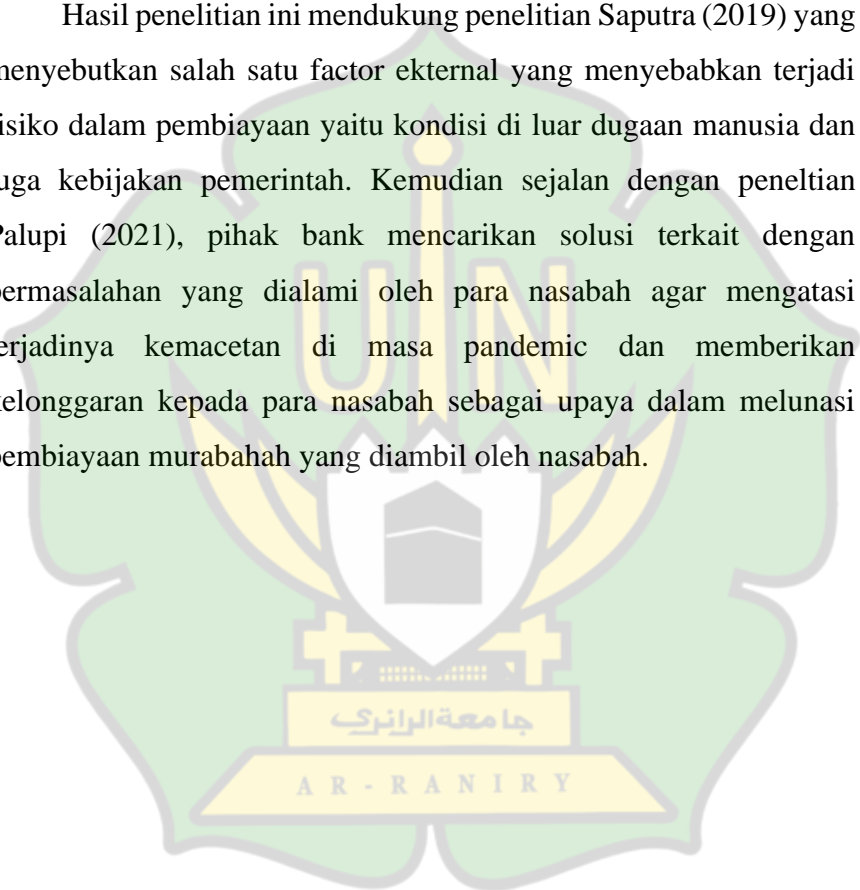 Hasil penelitian ini mendukung penelitian Saputra (2019) yang
menyebutkan salah satu factor ekternal yang menyebabkan terjadi
risiko dalam pembiayaan yaitu kondisi di luar dugaan manusia dan
juga kebijakan pemerintah. Kemudian sejalan dengan peneltian
Palupi (2021), pihak bank mencarikan solusi terkait dengan
permasalahan yang dialami oleh para nasabah agar mengatasi
terjadinya kemacetan di masa pandemic dan memberikan
kelonggaran kepada para nasabah sebagai upaya dalam melunasi
pembiayaan murabahah yang diambil oleh nasabah.
UIN
جامعة الرانري
AR-RANIRY